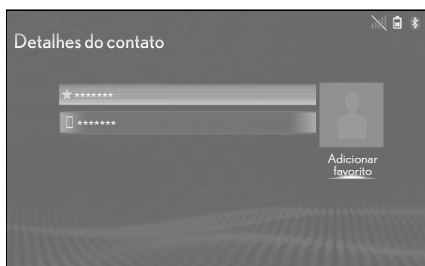 Detalhes do contato
*******
*******
Adicionar
favorito